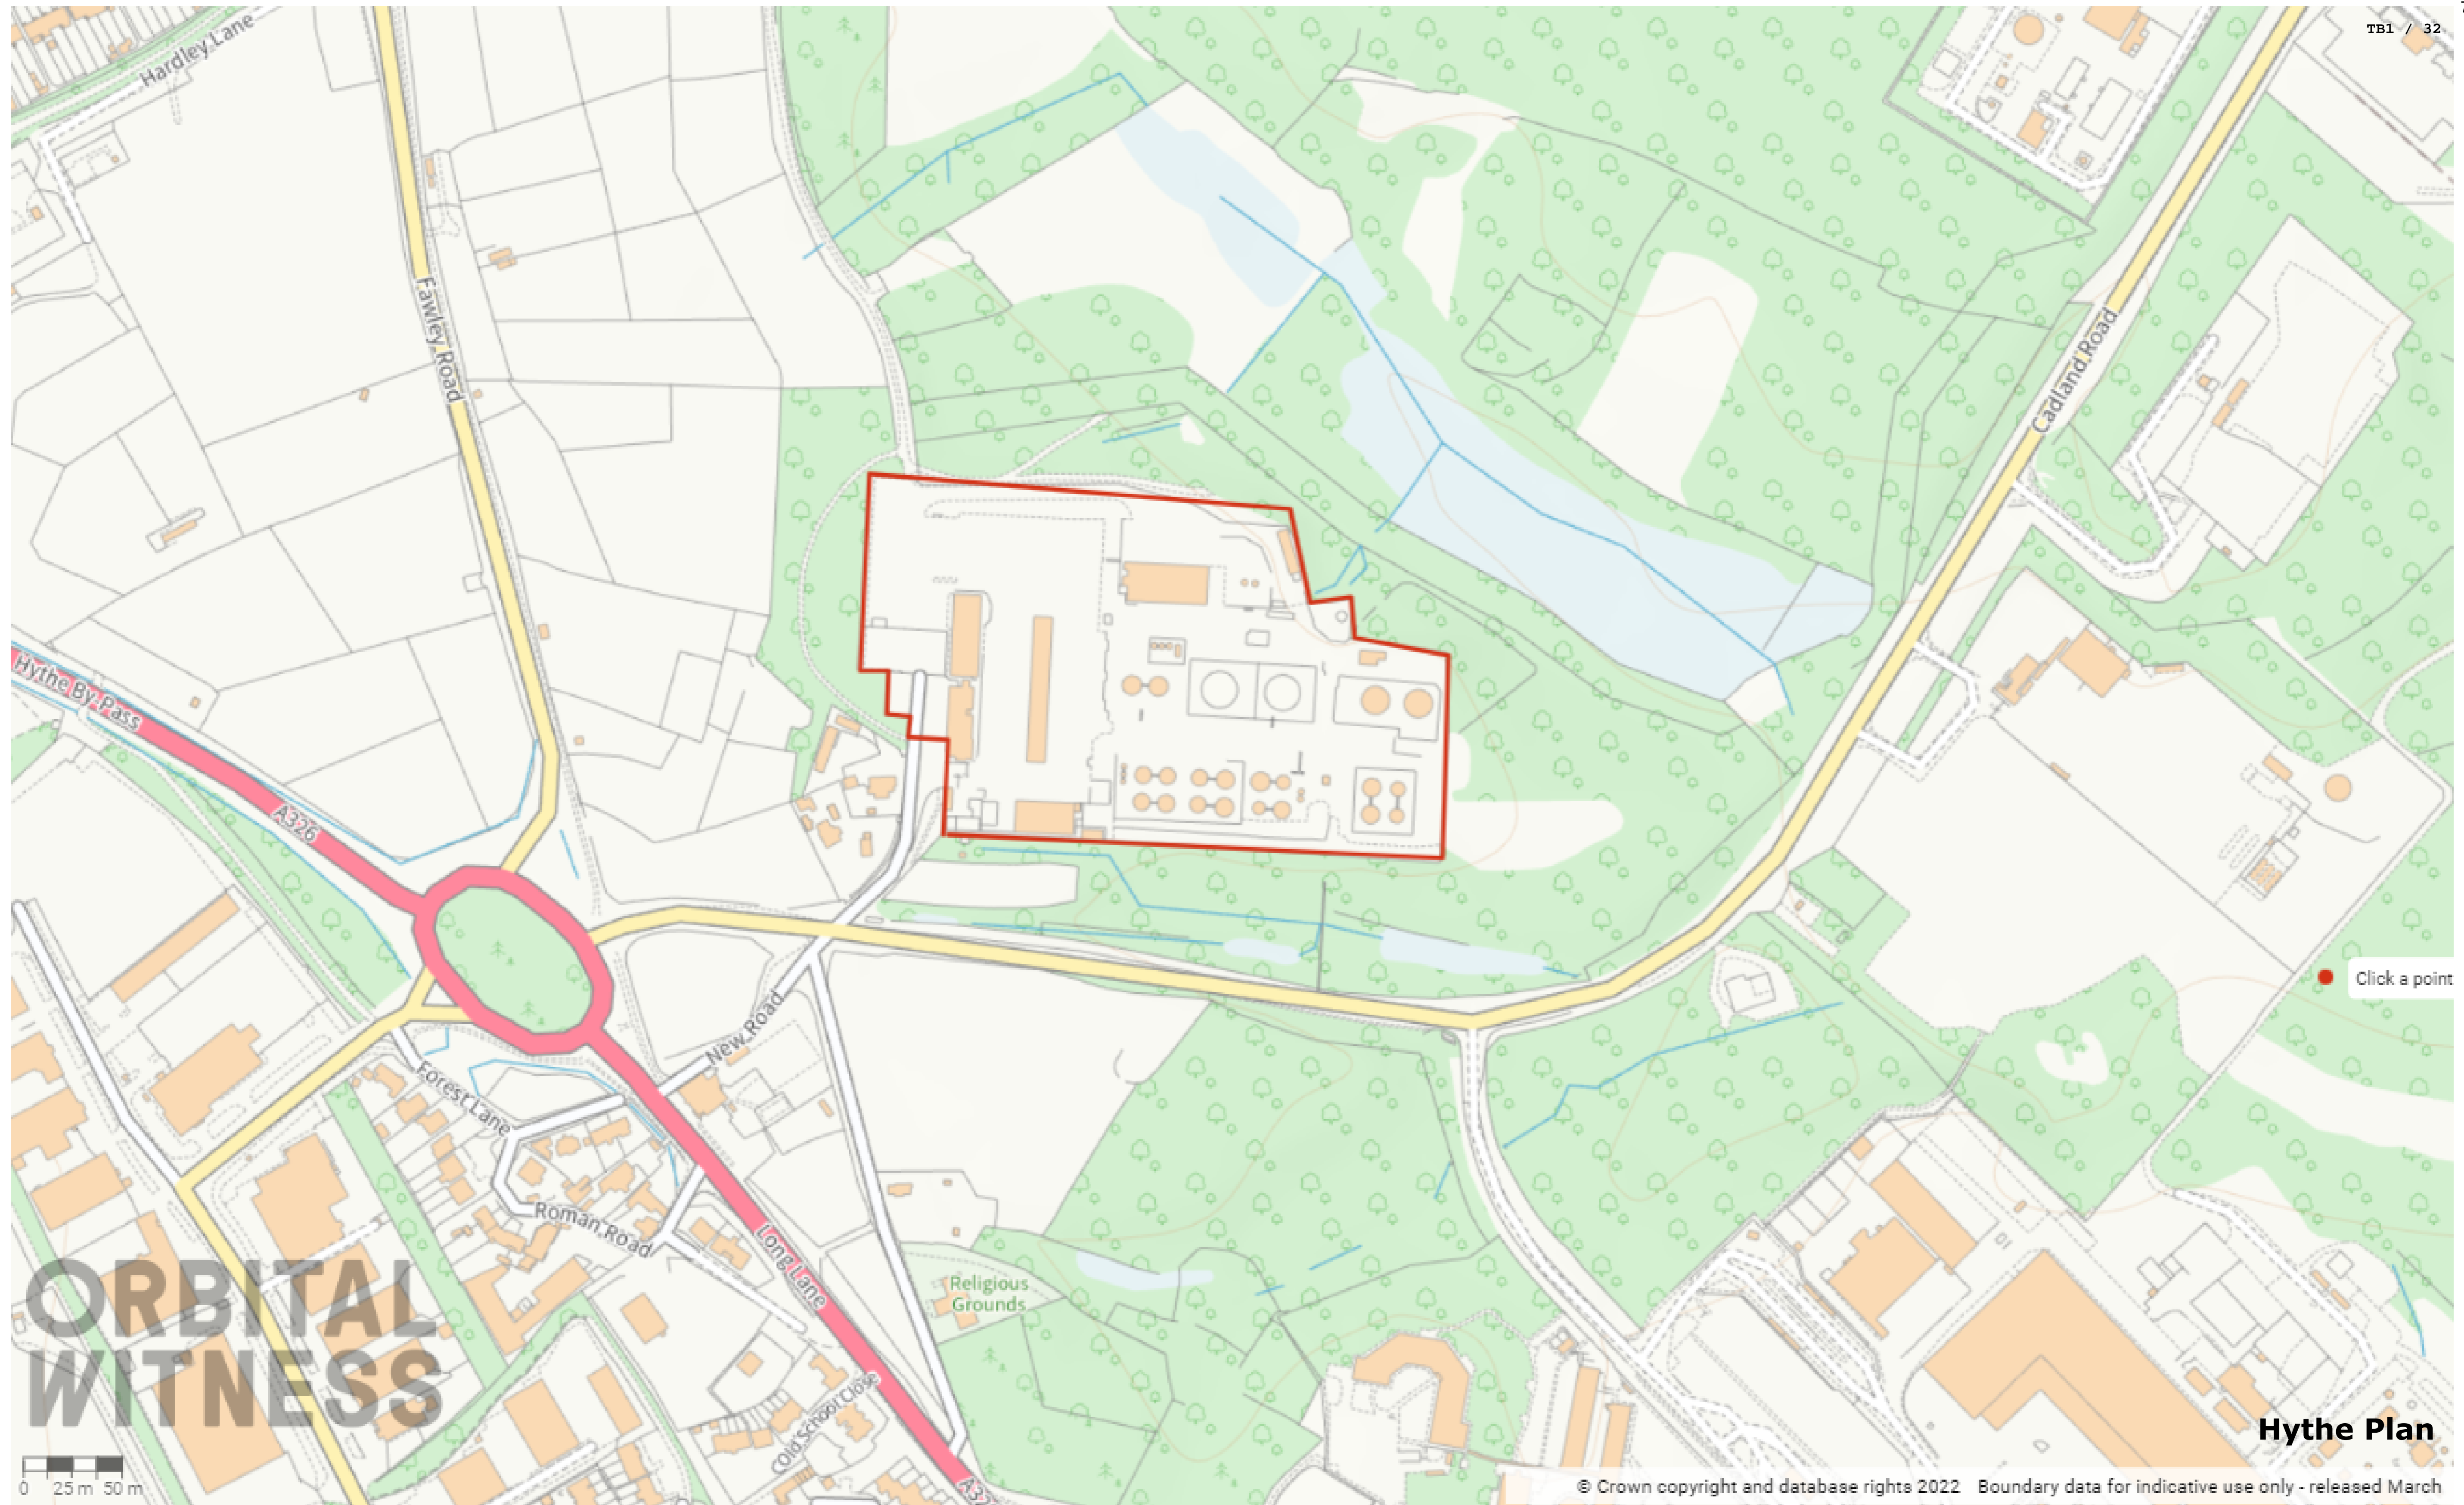 TB1 / 32
Hardley Lane
Fawley Road
Cadland Road
Hythe By-Pass
A326
Click a point
New Road
Forest Lane
Roman Road
Long Lane
Religious
Grounds
Old School Close
ORBITAL
WITNESS
Hythe Plan
0 25 m 50 m
© Crown copyright and database rights 2022 Boundary data for indicative use only - released March